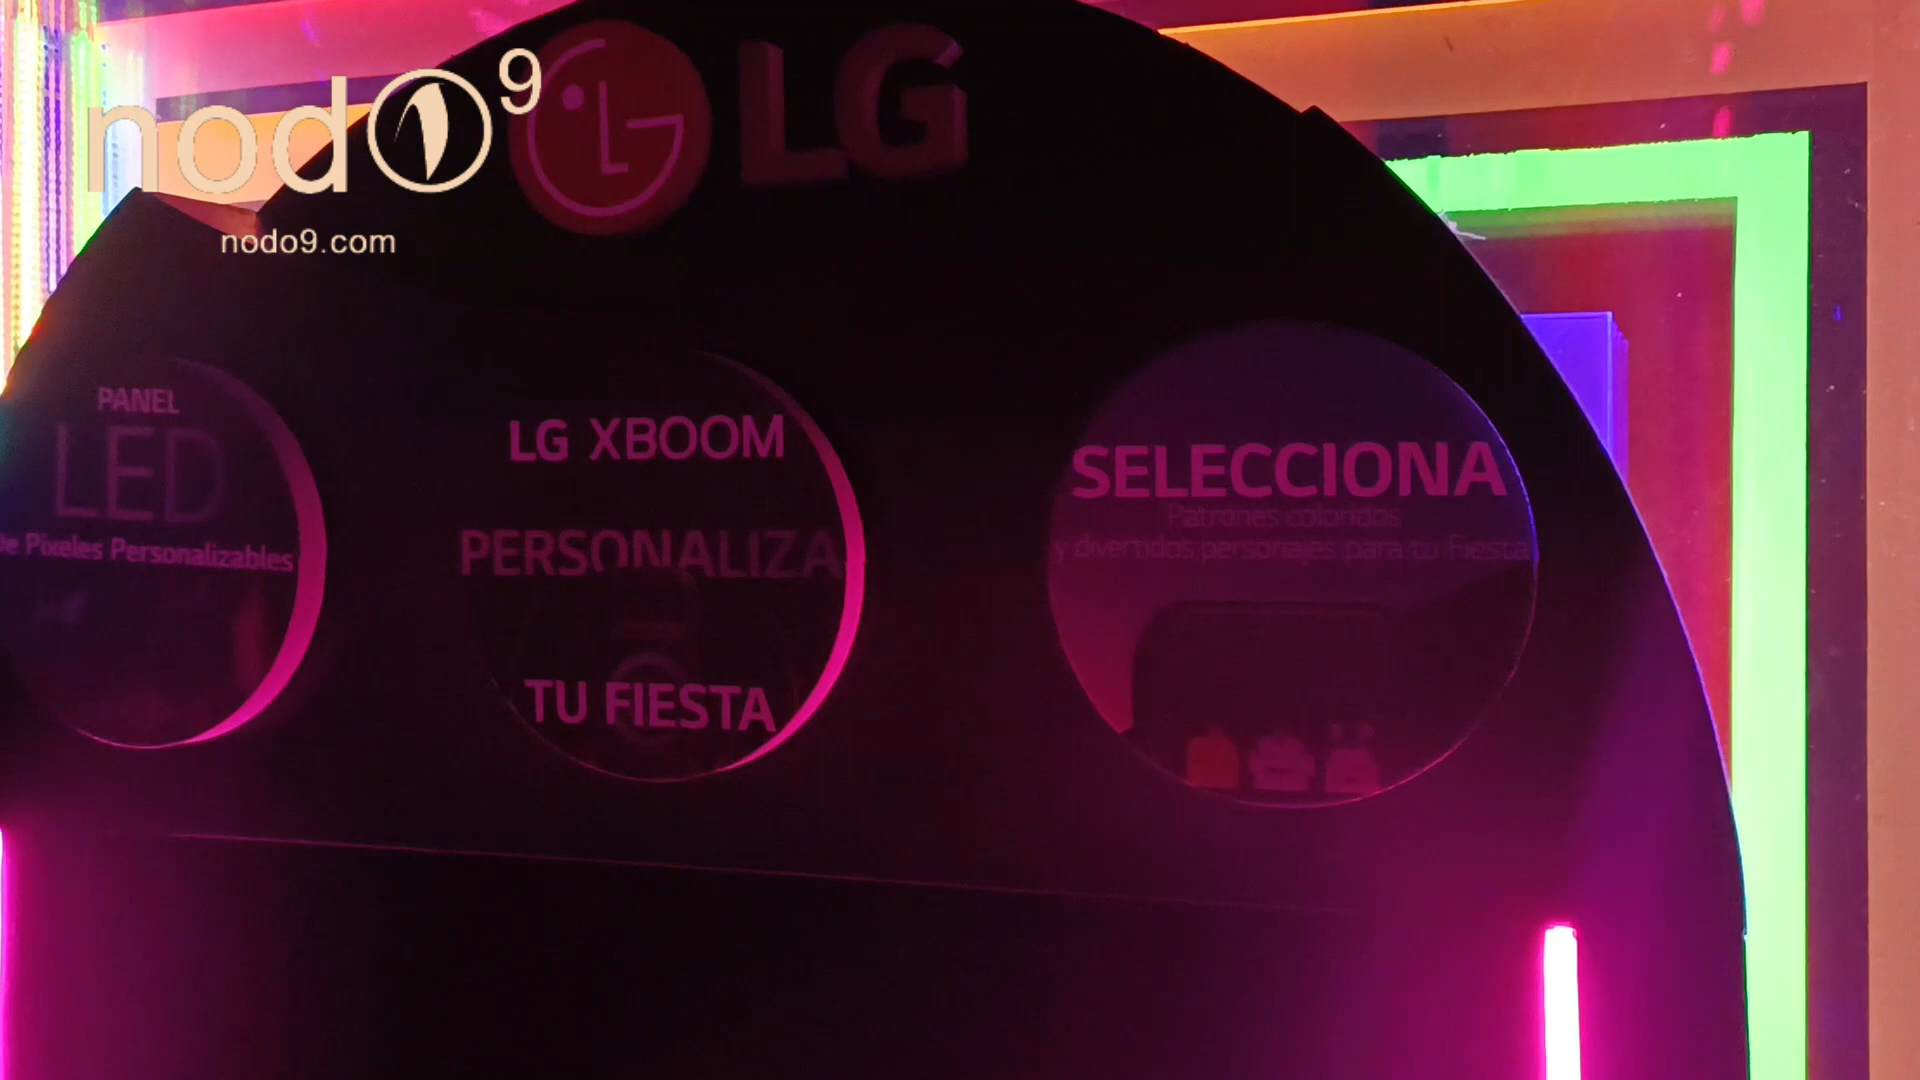 nodo9
nodo9.com
LG
PANEL
LED
de Pixeles Personalizables
LG XBOOM
PERSONALIZA
TU FIESTA
SELECCIONA
Patrones coloridos
y divertidos personajes para tu Fiesta